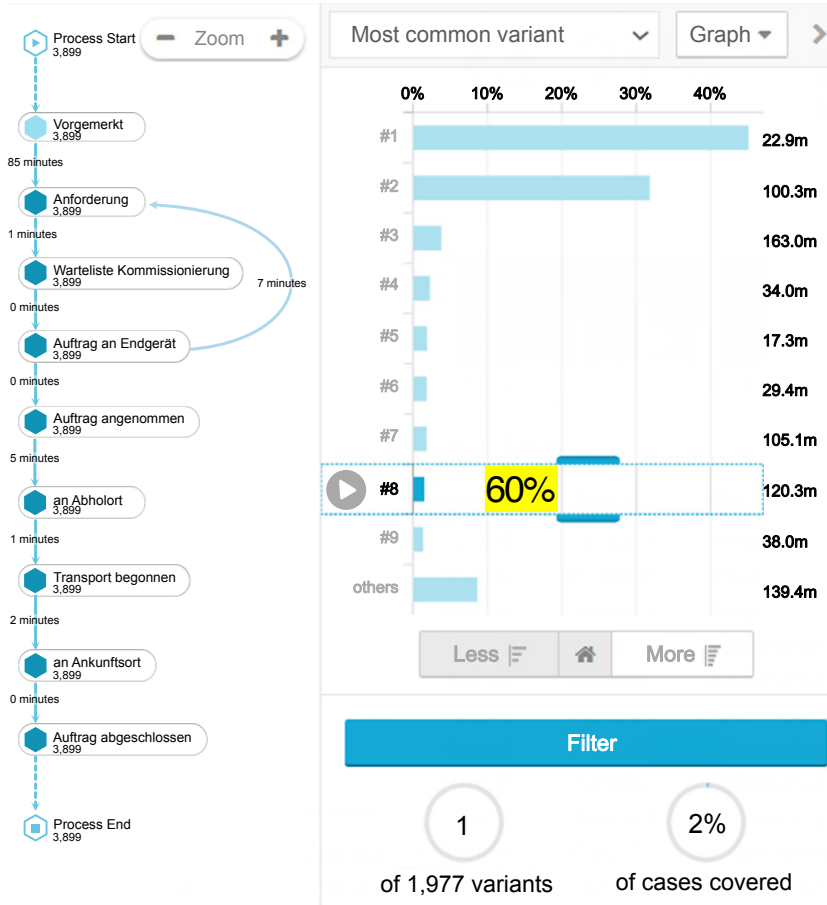 Process Start
3,899
Zoom
Vorgemerkt
3,899
85 minutes
Anforderung
3,899
1 minutes
Warteliste Kommissionierung
3,899
7 minutes
0 minutes
Auftrag an Endgerät
3,899
0 minutes
Auftrag angenommen
3,899
5 minutes
an Abholort
3,899
1 minutes
Transport begonnen
3,899
2 minutes
an Ankunftsort
3,899
0 minutes
Auftrag abgeschlossen
3,899
Process End
3,899
Most common variant
Graph
0% 10% 20% 30% 40%
#1 22.9m
#2 100.3m
#3 163.0m
#4 34.0m
#5 17.3m
#6 29.4m
#7 105.1m
#8 60% 120.3m
#9 38.0m
others 139.4m
Less More
Filter
1 2%
of 1,977 variants of cases covered